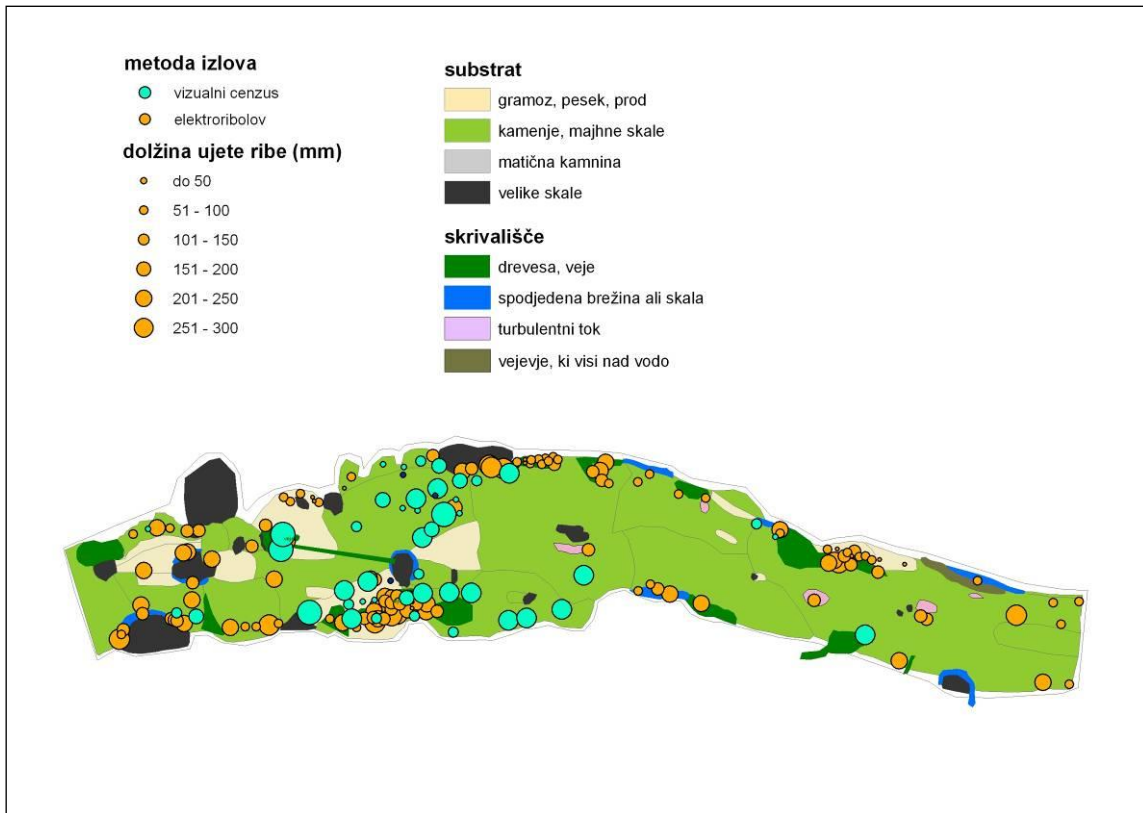 metoda izlova
vizualni cenzus
elektroribolov
dolžina ujete ribe (mm)
do 50
51 - 100
101 - 150
151 - 200
201 - 250
251 - 300
substrat
gramoz, pesek, prod
kamenje, majhne skale
matična kamnina
velike skale
skrivališče
drevesa, veje
spodjedena brežina ali skala
turbulentni tok
vejevje, ki visi nad vodo